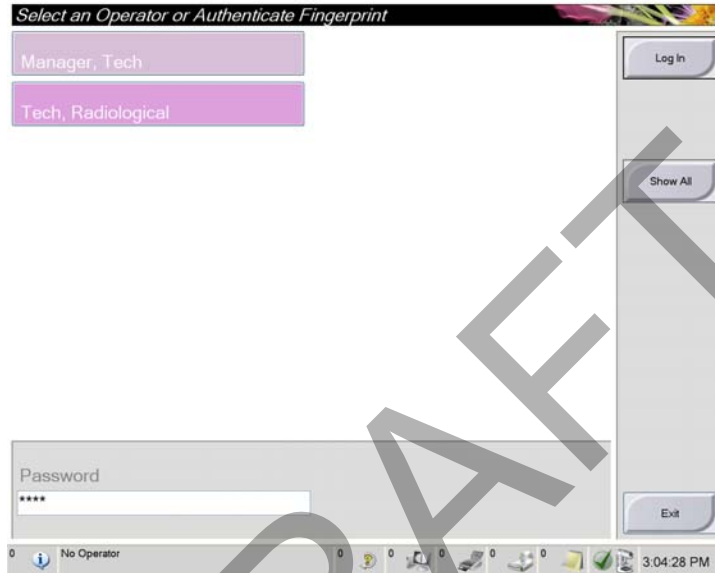 Select an Operator or Authenticate Fingerprint
Manager, Tech
Log In
Tech, Radiological
Show All
Password
****
Exit
0 No Operator 0 0 0 0 0 3:04:28 PM
DRAFT